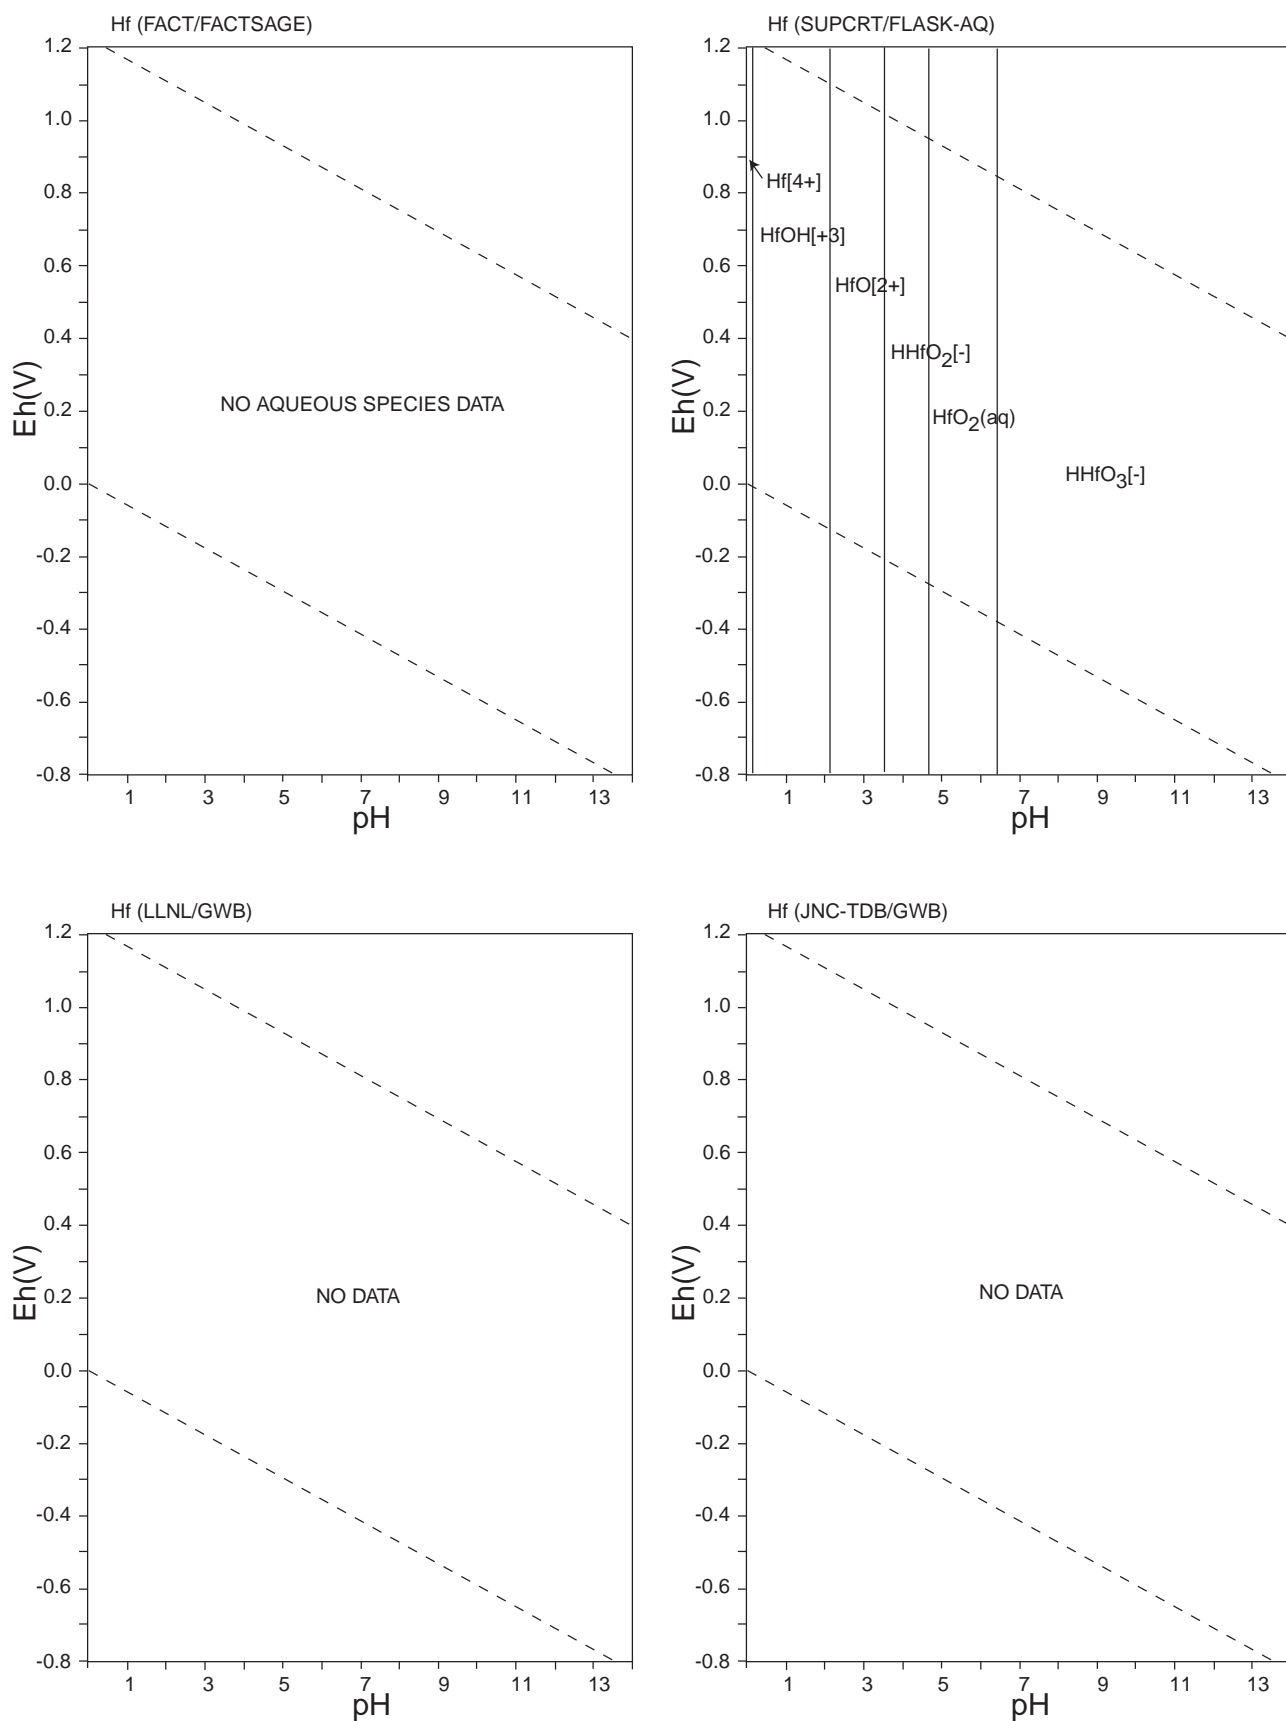 Hf (FACT/FACTSAGE)
1.2
1.0
0.8
0.6
0.4
0.2
0.0
-0.2
-0.4
-0.6
-0.8
Eh(V)
NO AQUEOUS SPECIES DATA
1 3 5 7 9 11 13
pH
Hf (SUPCRT/FLASK-AQ)
1.2
1.0
0.8
0.6
0.4
0.2
0.0
-0.2
-0.4
-0.6
-0.8
Eh(V)
Hf[4+]
HfOH[+3]
HfO[2+]
HHfO2[-]
HfO2(aq)
HHfO3[-]
1 3 5 7 9 11 13
pH
Hf (LLNL/GWB)
1.2
1.0
0.8
0.6
0.4
0.2
0.0
-0.2
-0.4
-0.6
-0.8
Eh(V)
NO DATA
1 3 5 7 9 11 13
pH
Hf (JNC-TDB/GWB)
1.2
1.0
0.8
0.6
0.4
0.2
0.0
-0.2
-0.4
-0.6
-0.8
Eh(V)
NO DATA
1 3 5 7 9 11 13
pH